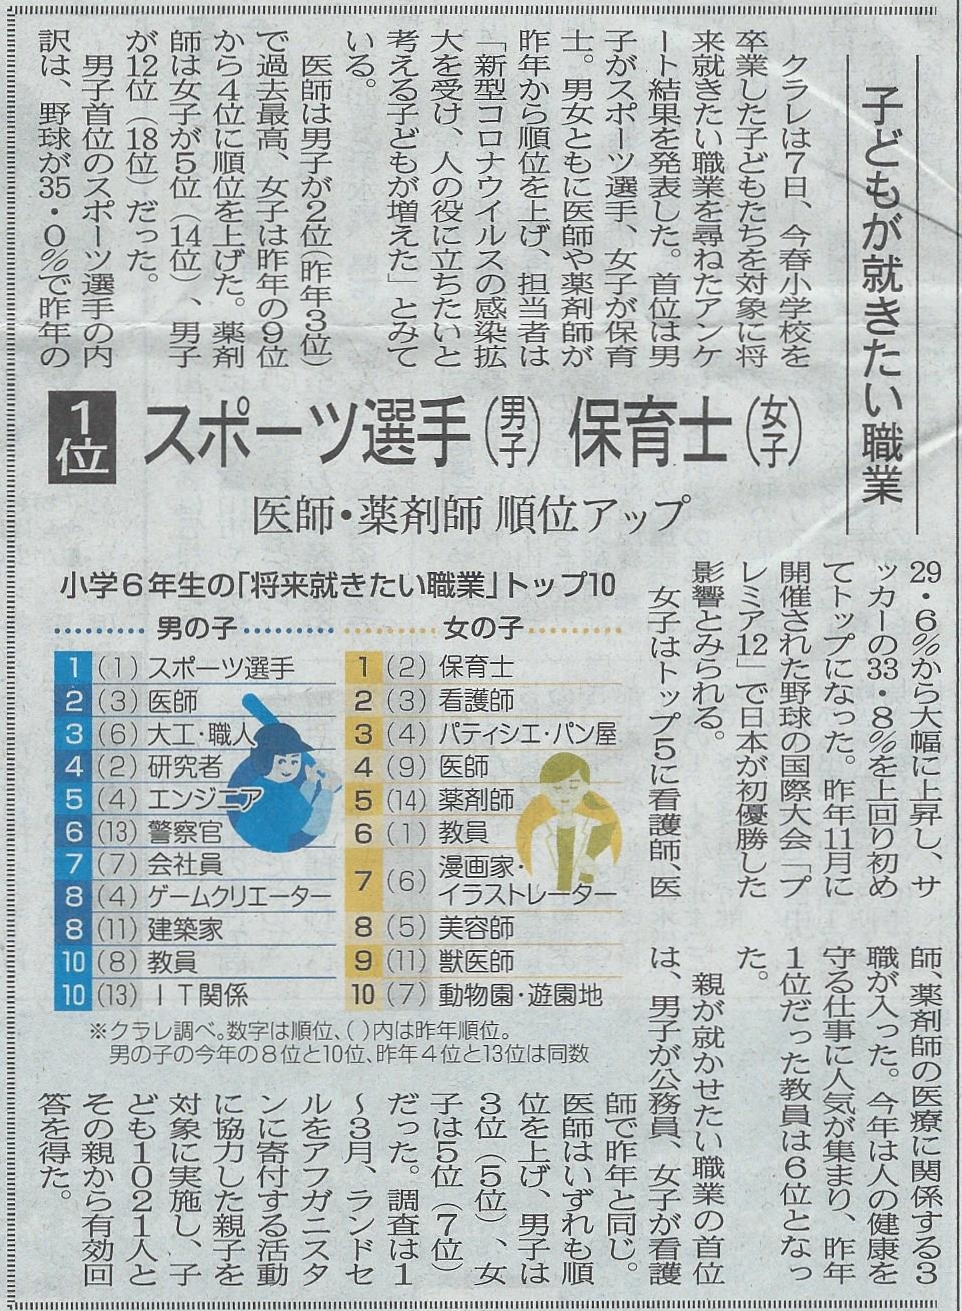 子どもが就きたい職業
1位 スポーツ選手(男子) 保育士(女子)
医師・薬剤師 順位アップ
クラレは7日、今春小学校を
卒業した子どもたちを対象に将
来就きたい職業を尋ねたアンケ
ート結果を発表した。首位は男
子がスポーツ選手、女子が保育
士。男女ともに医師や薬剤師が
昨年から順位を上げ、担当者は
「新型コロナウイルスの感染拡
大を受け、人の役に立ちたいと
考える子どもが増えた」とみて
いる。
医師は男子が2位(昨年3位)
で過去最高、女子は昨年の9位
から4位に順位を上げた。薬剤
師は女子が5位(14位)、男子
が12位(18位)だった。
男子首位のスポーツ選手の内
訳は、野球が35・0%で昨年の
29・6%から大幅に上昇し、サ
ッカーの33・8%を上回り初め
てトップになった。昨年11月に
開催された野球の国際大会「プ
レミア12」で日本が初優勝した
影響とみられる。
女子はトップ5に看護師、医
師、薬剤師の医療に関係する3
職が入った。今年は人の健康を
守る仕事に人気が集まり、昨年
1位だった教員は6位となっ
た。
親が就かせたい職業の首位
は、男子が公務員、女子が看護
師で昨年と同じ。
医師はいずれも順
位を上げ、男子は
3位(5位)、女
子は5位(7位)
だった。調査は1
〜3月、ランドセ
ルをアフガニスタ
ンに寄付する活動
に協力した親子を
対象に実施し、子
ども1021人と
その親から有効回
答を得た。
小学6年生の「将来就きたい職業」トップ10
男の子
1 (1) スポーツ選手
2 (3) 医師
3 (6) 大工・職人
4 (2) 研究者
5 (4) エンジニア
6 (13) 警察官
7 (7) 会社員
8 (4) ゲームクリエーター
8 (11) 建築家
10 (8) 教員
10 (13) IT関係
女の子
1 (2) 保育士
2 (3) 看護師
3 (4) パティシエ・パン屋
4 (9) 医師
5 (14) 薬剤師
6 (1) 教員
7 (6) 漫画家・
イラストレーター
8 (5) 美容師
9 (11) 獣医師
10 (7) 動物園・遊園地
※クラレ調べ。数字は順位、( )内は昨年順位。
男の子の今年の8位と10位、昨年4位と13位は同数